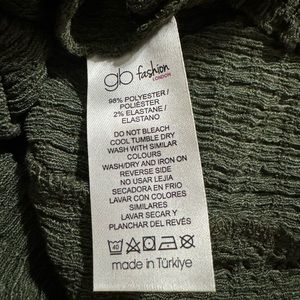 gb fashion
LONDON
98% POLYESTER /
POLIÉSTER
2% ELASTANE /
ELASTANO
DO NOT BLEACH
COOL TUMBLE DRY
WASH WITH SIMILAR
COLOURS
WASH/DRY AND IRON ON
REVERSE SIDE
NO USAR LEJIA
SECADORA EN FRIO
LAVAR CON COLORES
SIMILARES
LAVAR SECAR Y
PLANCHAR DEL REVÉS
40
made in Türkiye